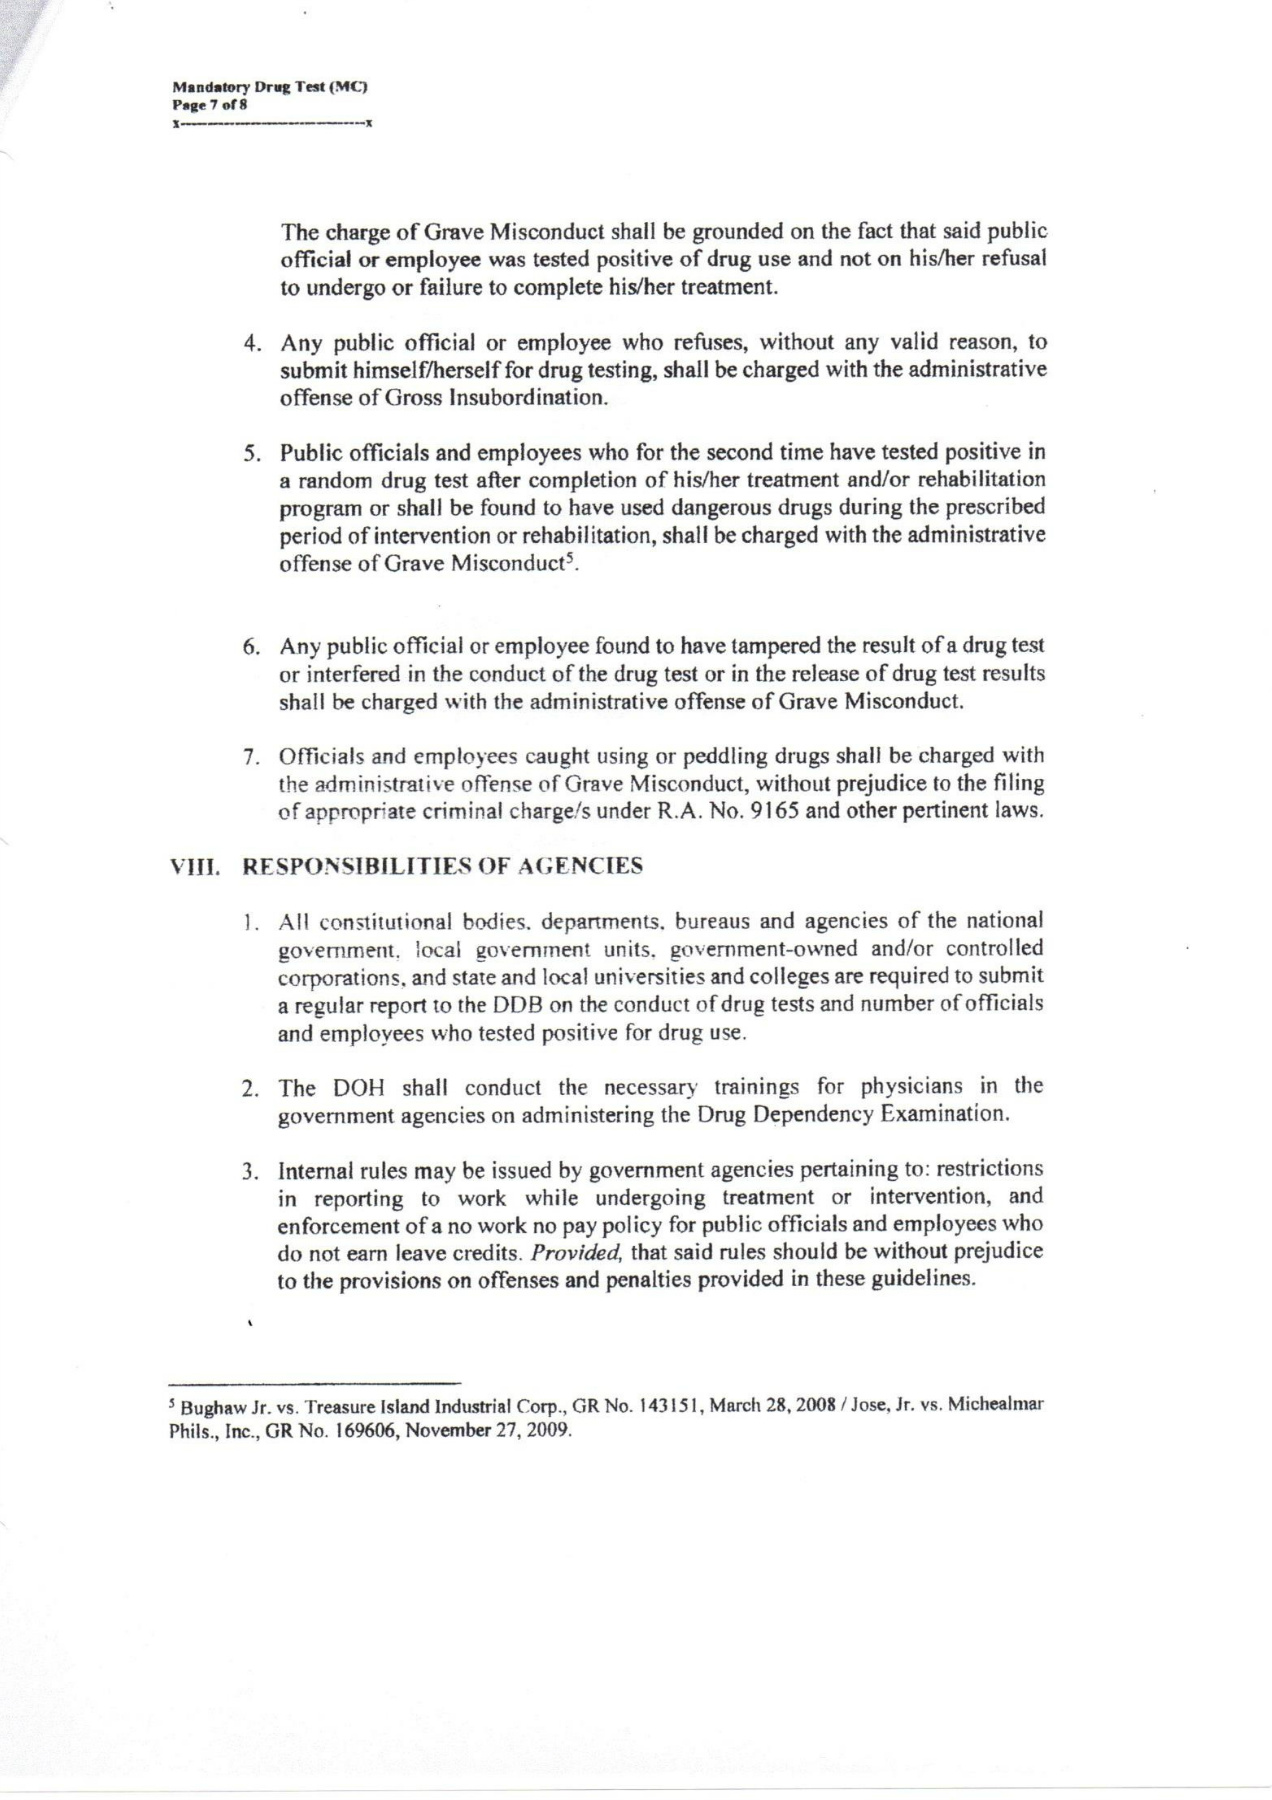 Mandatory Drug Test (MC)
Page 7 of 8
x-----------------------------x
The charge of Grave Misconduct shall be grounded on the fact that said public
official or employee was tested positive of drug use and not on his/her refusal
to undergo or failure to complete his/her treatment.
4. Any public official or employee who refuses, without any valid reason, to
submit himself/herself for drug testing, shall be charged with the administrative
offense of Gross Insubordination.
5. Public officials and employees who for the second time have tested positive in
a random drug test after completion of his/her treatment and/or rehabilitation
program or shall be found to have used dangerous drugs during the prescribed
period of intervention or rehabilitation, shall be charged with the administrative
offense of Grave Misconduct⁵.
6. Any public official or employee found to have tampered the result of a drug test
or interfered in the conduct of the drug test or in the release of drug test results
shall be charged with the administrative offense of Grave Misconduct.
7. Officials and employees caught using or peddling drugs shall be charged with
the administrative offense of Grave Misconduct, without prejudice to the filing
of appropriate criminal charge/s under R.A. No. 9165 and other pertinent laws.
VIII. RESPONSIBILITIES OF AGENCIES
1. All constitutional bodies, departments, bureaus and agencies of the national
government, local government units, government-owned and/or controlled
corporations, and state and local universities and colleges are required to submit
a regular report to the DDB on the conduct of drug tests and number of officials
and employees who tested positive for drug use.
2. The DOH shall conduct the necessary trainings for physicians in the
government agencies on administering the Drug Dependency Examination.
3. Internal rules may be issued by government agencies pertaining to: restrictions
in reporting to work while undergoing treatment or intervention, and
enforcement of a no work no pay policy for public officials and employees who
do not earn leave credits. Provided, that said rules should be without prejudice
to the provisions on offenses and penalties provided in these guidelines.
⁵ Bughaw Jr. vs. Treasure Island Industrial Corp., GR No. 143151, March 28, 2008 / Jose, Jr. vs. Michealmar
Phils., Inc., GR No. 169606, November 27, 2009.